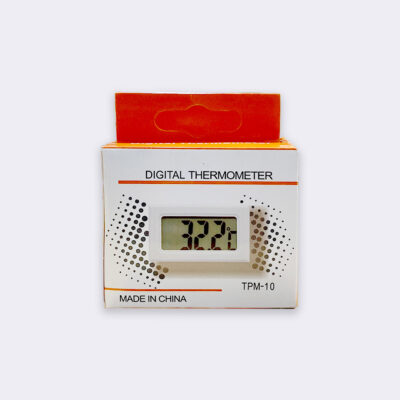 DIGITAL THERMOMETER
32.2°C
TPM-10
MADE IN CHINA